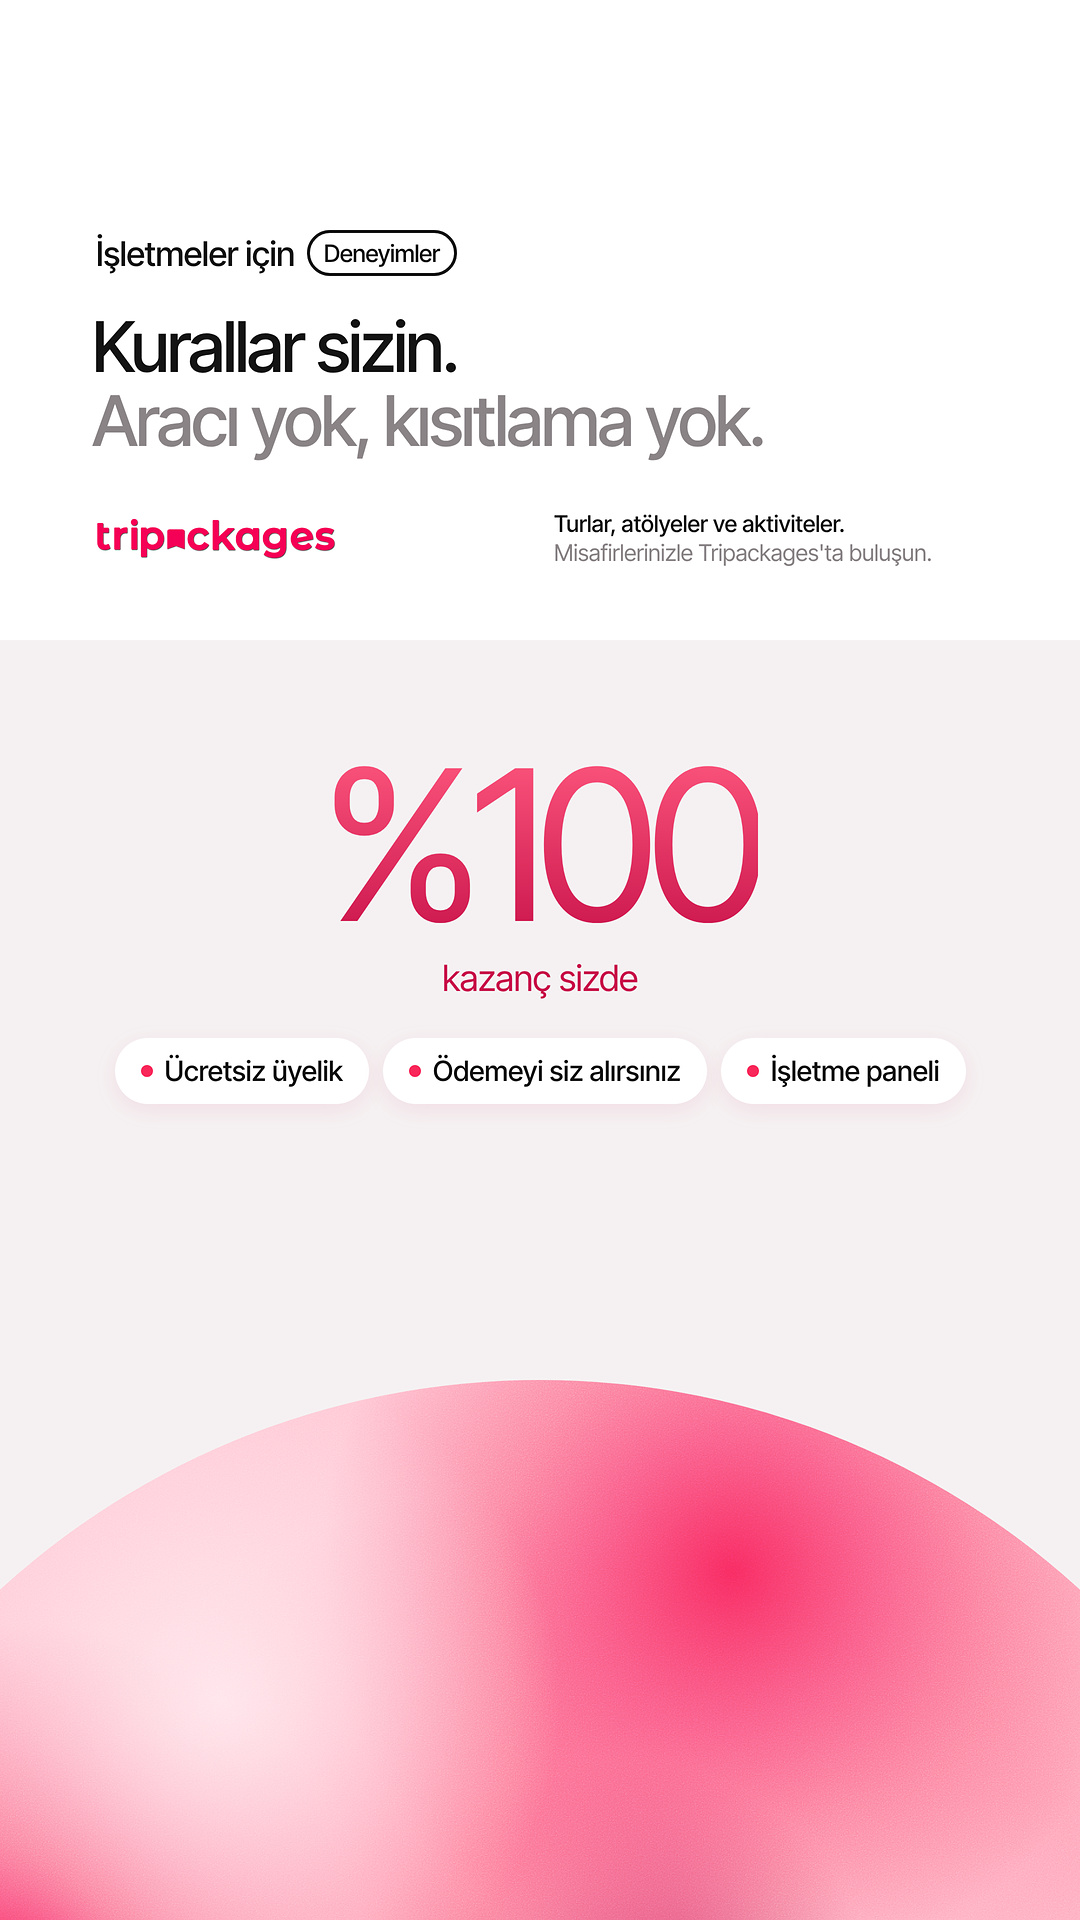 İşletmeler için Deneyimler
Kurallar sizin.
Aracı yok, kısıtlama yok.
tripackages
Turlar, atölyeler ve aktiviteler.
Misafirlerinizle Tripackages'ta buluşun.
%100
kazanç sizde
Ücretsiz üyelik
Ödemeyi siz alırsınız
İşletme paneli